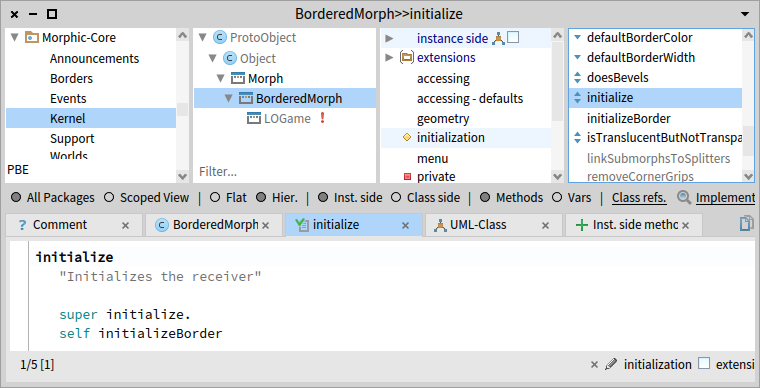 BorderedMorph>>initialize
Morphic-Core
Announcements
Borders
Events
Kernel
Support
Worlds
PBE
ProtoObject
Object
Morph
BorderedMorph
LOGame !
Filter...
instance side
extensions
accessing
accessing - defaults
geometry
initialization
menu
private
defaultBorderColor
defaultBorderWidth
doesBevels
initialize
initializeBorder
isTranslucentButNotTranspa
linkSubmorphsToSplitters
removeCornerGrips
All Packages Scoped View | Flat Hier. | Inst. side Class side | Methods Vars | Class refs. Implement
? Comment × BorderedMorph × initialize × UML-Class × Inst. side metho ×
initialize
"Initializes the receiver"
super initialize.
self initializeBorder
1/5 [1] × initialization extensi